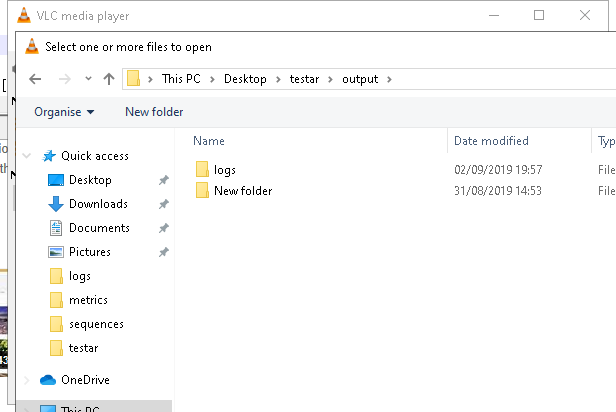 VLC media player
Select one or more files to open
This PC > Desktop > testar > output >
Organise New folder
Name Date modified Typ
Quick access
Desktop
Downloads
Documents
Pictures
logs
metrics
sequences
testar
OneDrive
This PC
logs 02/09/2019 19:57 File
New folder 31/08/2019 14:53 File